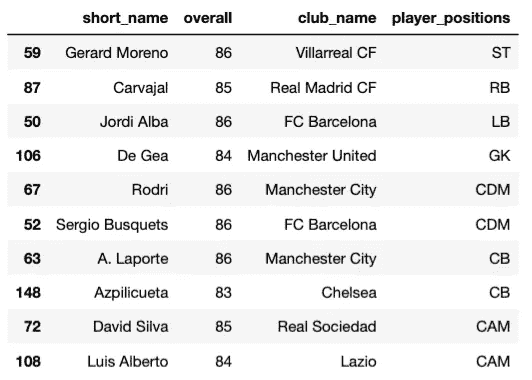 short_name overall club_name player_positions
59 Gerard Moreno 86 Villarreal CF ST
87 Carvajal 85 Real Madrid CF RB
50 Jordi Alba 86 FC Barcelona LB
106 De Gea 84 Manchester United GK
67 Rodri 86 Manchester City CDM
52 Sergio Busquets 86 FC Barcelona CDM
63 A. Laporte 86 Manchester City CB
148 Azpilicueta 83 Chelsea CB
72 David Silva 85 Real Sociedad CAM
108 Luis Alberto 84 Lazio CAM